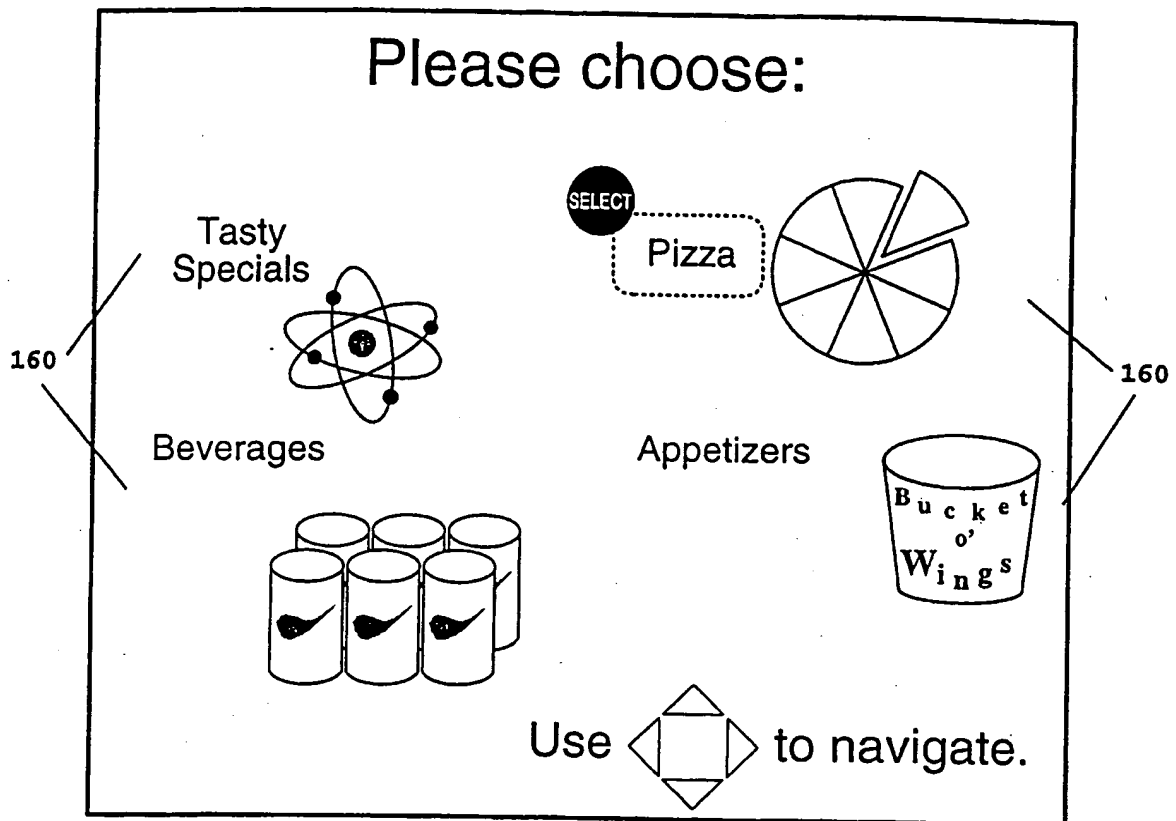 Please choose:
SELECT
Tasty
Specials
Pizza
160
160
Beverages
Appetizers
Bucket
o'
Wings
Use to navigate.